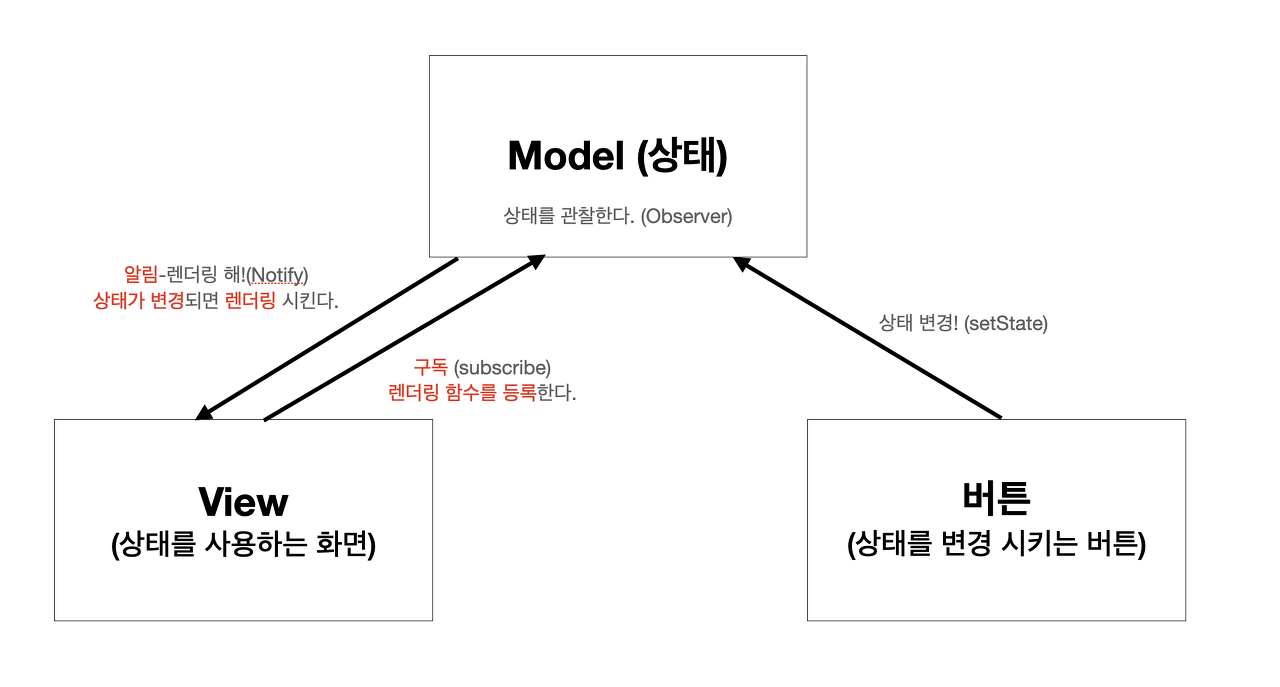 Model (상태)
상태를 관찰한다. (Observer)
알림-렌더링 해!(Notify)
상태가 변경되면 렌더링 시킨다.
상태 변경! (setState)
구독 (subscribe)
렌더링 함수를 등록한다.
View
(상태를 사용하는 화면)
버튼
(상태를 변경 시키는 버튼)